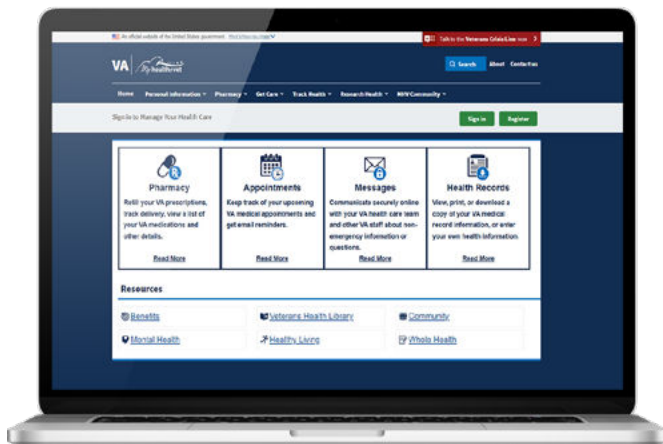 An official website of the United States government
Talk to the Veterans Crisis Line now
VA
My healthevet
Search
About
Contact us
Home
Personal Information
Pharmacy
Get Care
Track Health
Research Health
MHV Community
Sign in to Manage Your Health Care
Sign in
Register
Pharmacy
Refill your VA prescriptions,
track delivery, view a list of
your VA medications and
other details.
Read More
Appointments
Keep track of your upcoming
VA medical appointments and
get email reminders.
Read More
Messages
Communicate securely online
with your VA health care team
and other VA staff about non-
emergency information or
questions.
Read More
Health Records
View, print, or download a
copy of your VA medical
record information, or enter
your own health information.
Read More
Resources
Benefits
Veterans Health Library
Community
Mental Health
Healthy Living
Whole Health